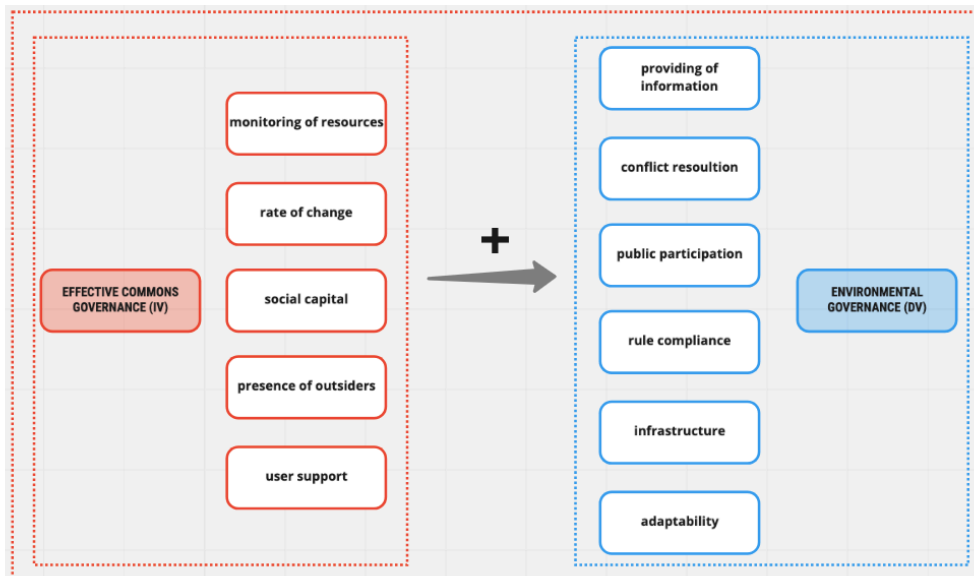 EFFECTIVE COMMONS
GOVERNANCE (IV)
monitoring of resources
rate of change
social capital
presence of outsiders
user support
+
providing of
information
conflict resoultion
public participation
rule compliance
infrastructure
adaptability
ENVIRONMENTAL
GOVERNANCE (DV)